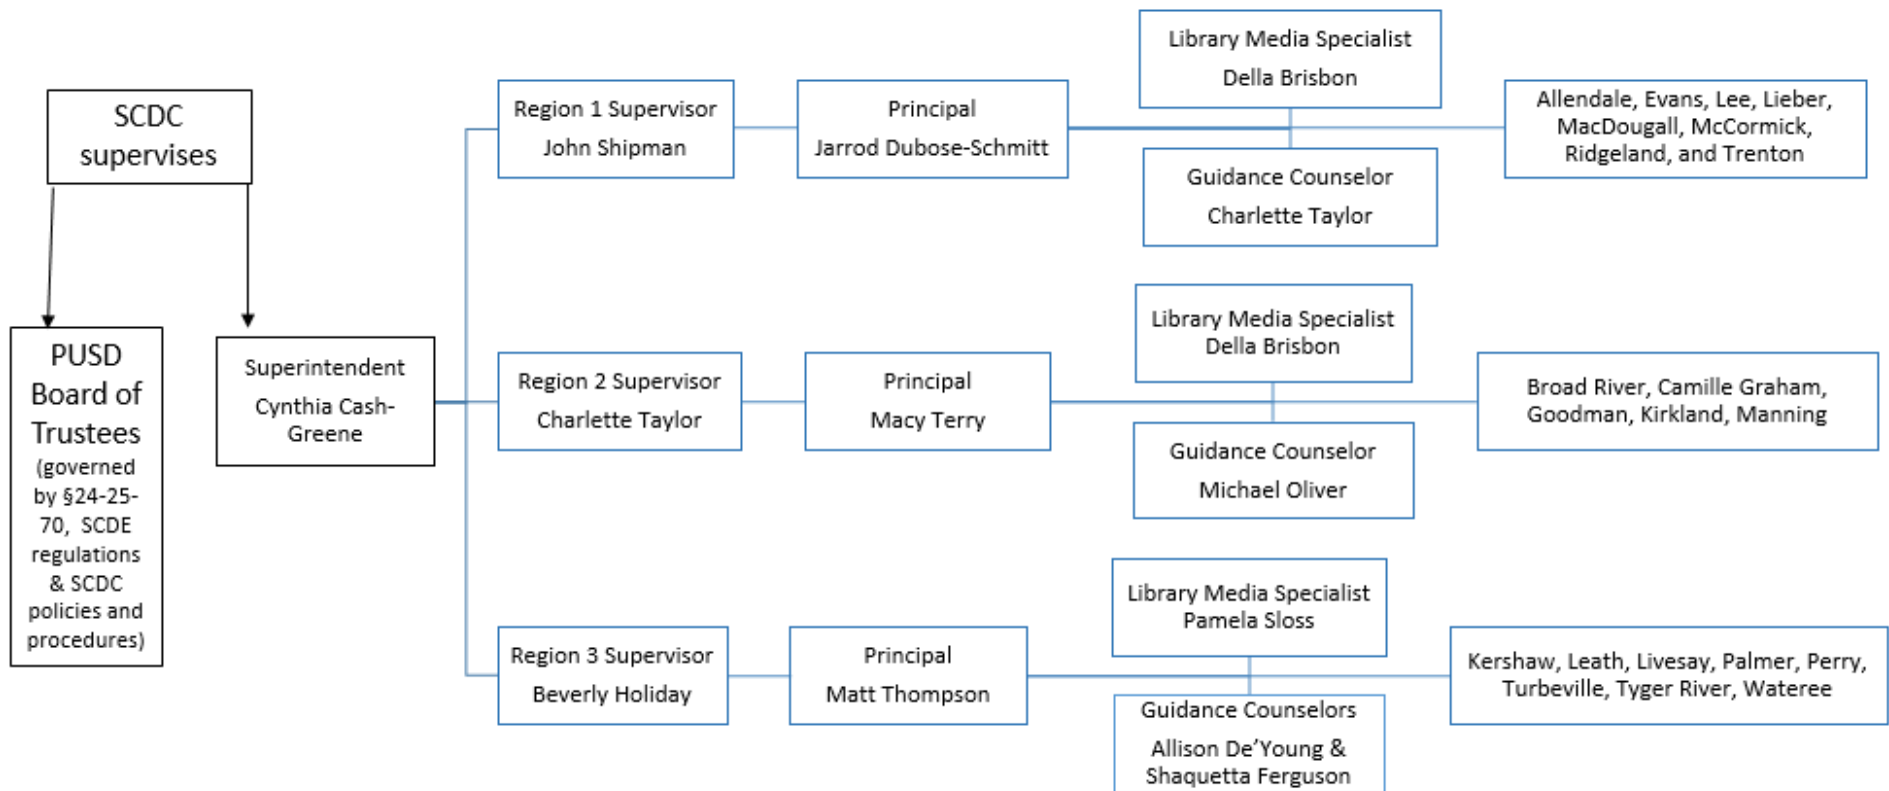 SCDC
supervises
PUSD
Board of
Trustees
(governed
by §24-25-
70, SCDE
regulations
& SCDC
policies and
procedures)
Superintendent
Cynthia Cash-
Greene
Region 1 Supervisor
John Shipman
Principal
Jarrod Dubose-Schmitt
Library Media Specialist
Della Brisbon
Guidance Counselor
Charlette Taylor
Allendale, Evans, Lee, Lieber,
MacDougall, McCormick,
Ridgeland, and Trenton
Region 2 Supervisor
Charlette Taylor
Principal
Macy Terry
Library Media Specialist
Della Brisbon
Guidance Counselor
Michael Oliver
Broad River, Camille Graham,
Goodman, Kirkland, Manning
Region 3 Supervisor
Beverly Holiday
Principal
Matt Thompson
Library Media Specialist
Pamela Sloss
Guidance Counselors
Allison De’Young &
Shaquetta Ferguson
Kershaw, Leath, Livesay, Palmer, Perry,
Turbeville, Tyger River, Wateree